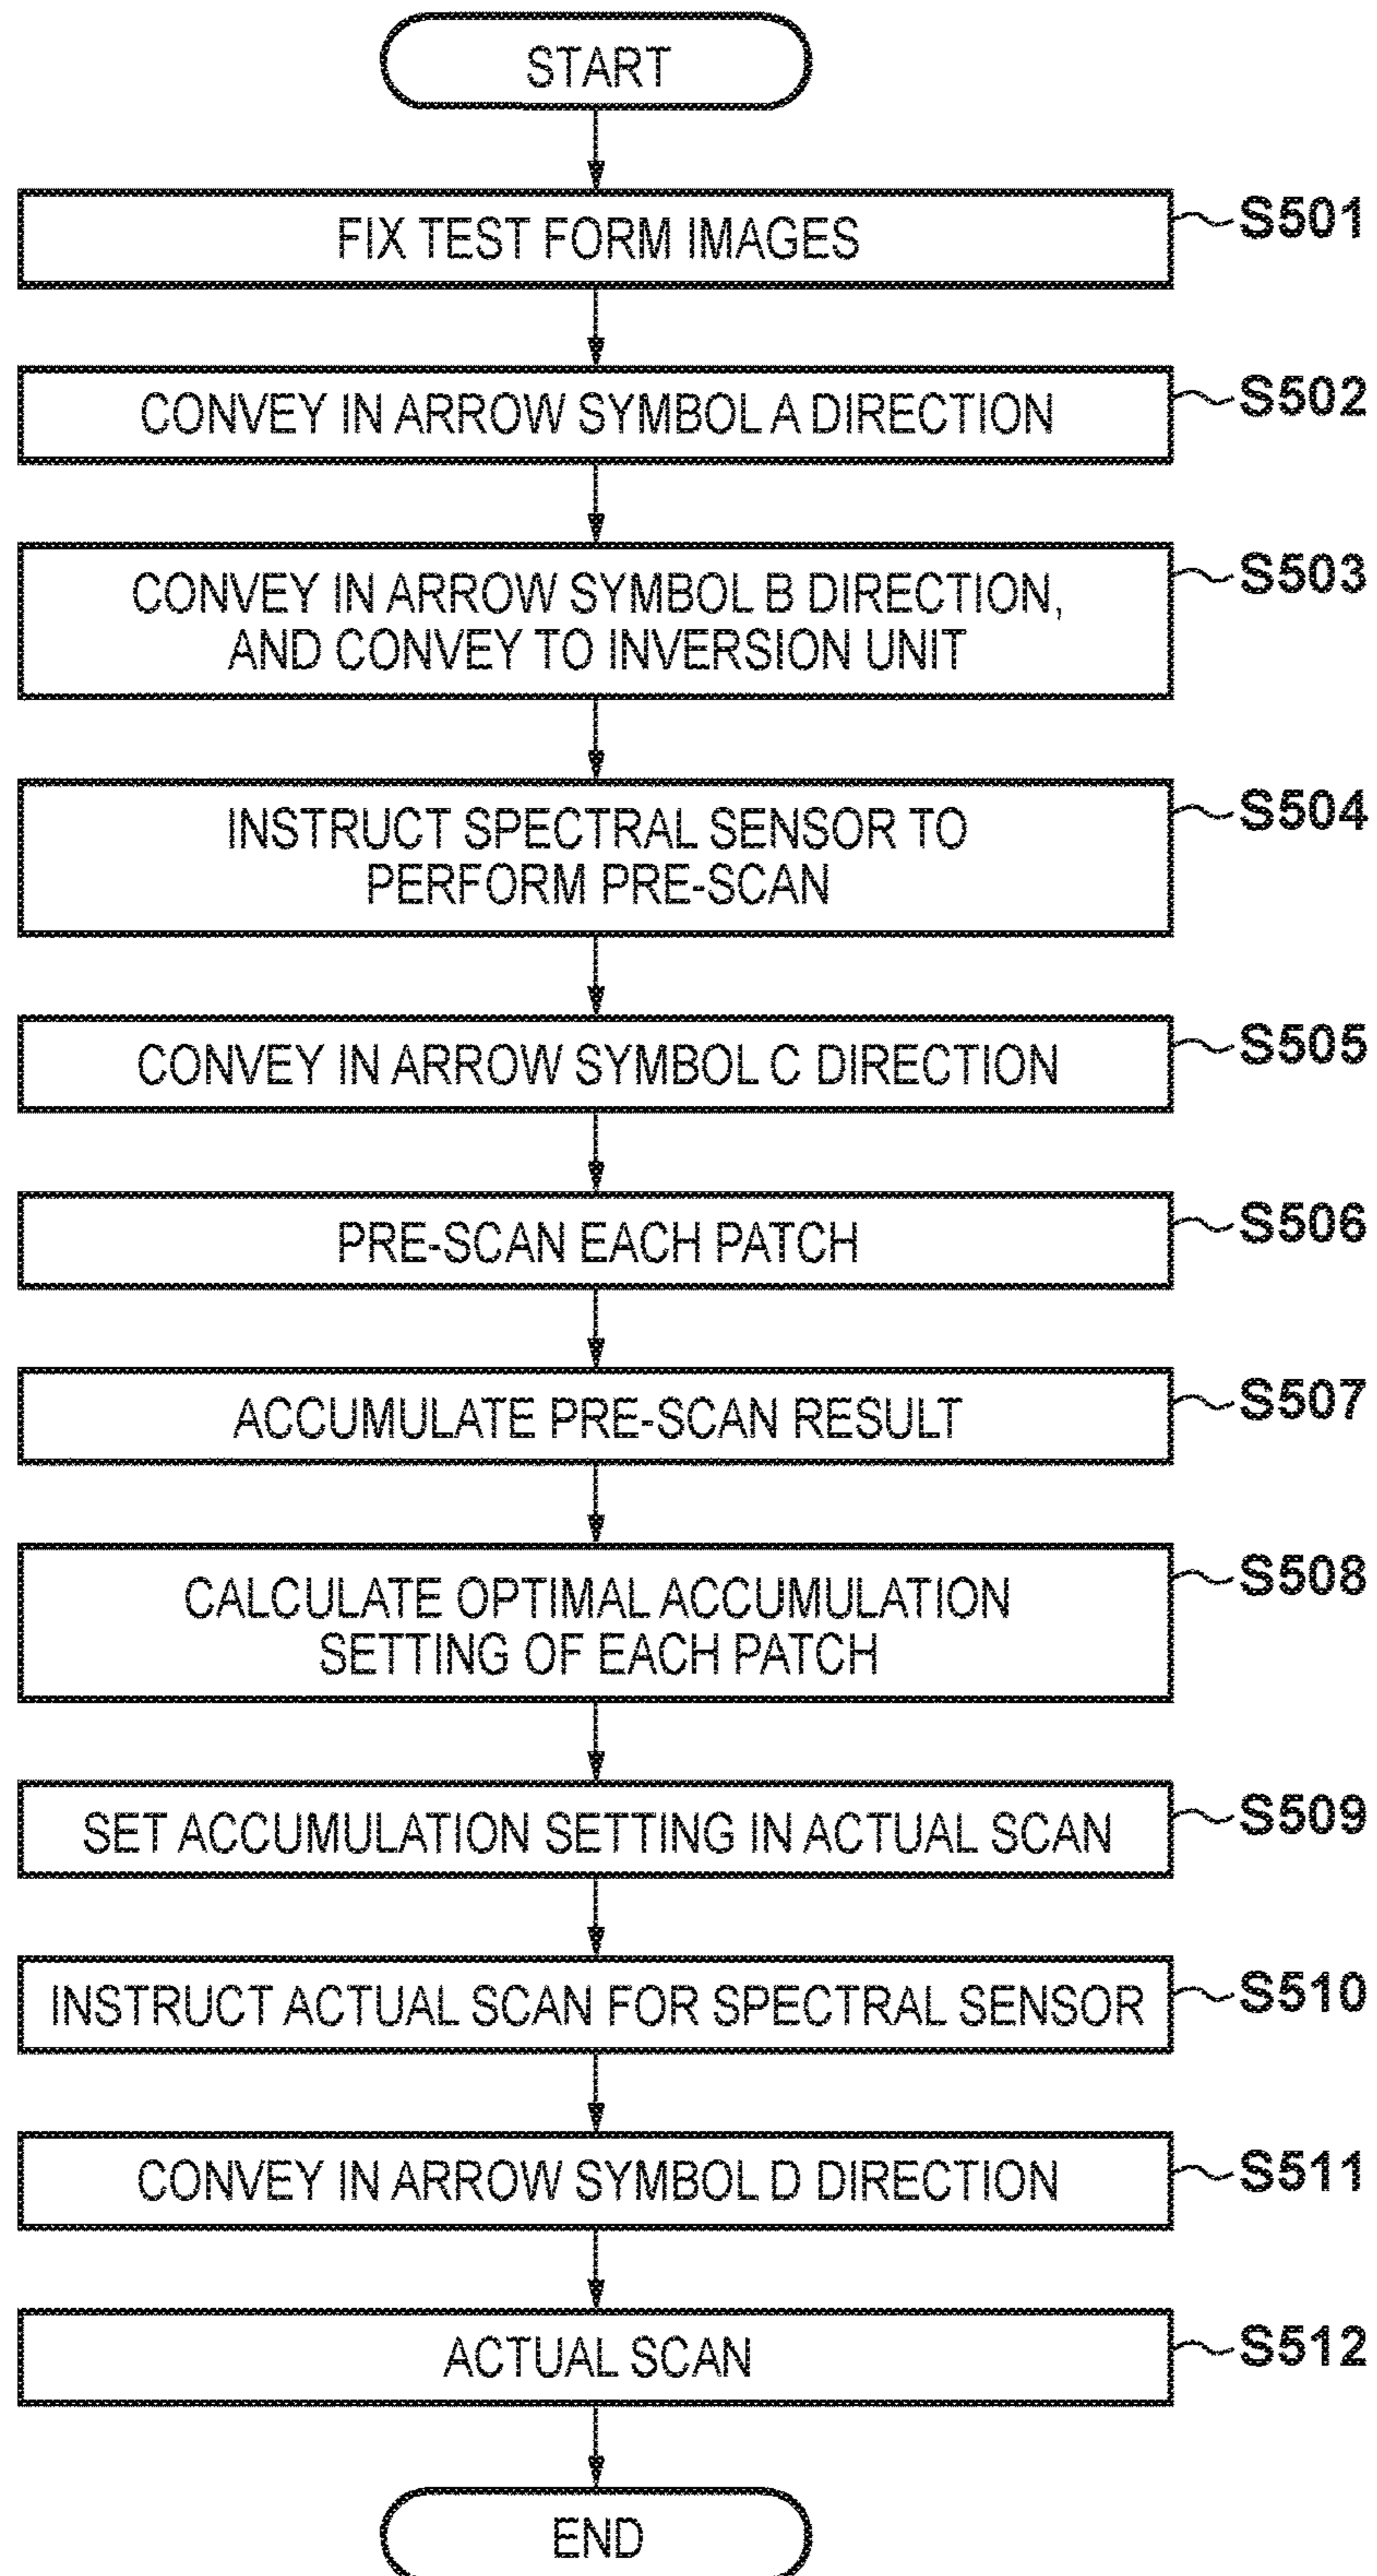 START
FIX TEST FORM IMAGES
S501
CONVEY IN ARROW SYMBOL A DIRECTION
S502
CONVEY IN ARROW SYMBOL B DIRECTION,
AND CONVEY TO INVERSION UNIT
S503
INSTRUCT SPECTRAL SENSOR TO
PERFORM PRE-SCAN
S504
CONVEY IN ARROW SYMBOL C DIRECTION
S505
PRE-SCAN EACH PATCH
S506
ACCUMULATE PRE-SCAN RESULT
S507
CALCULATE OPTIMAL ACCUMULATION
SETTING OF EACH PATCH
S508
SET ACCUMULATION SETTING IN ACTUAL SCAN
S509
INSTRUCT ACTUAL SCAN FOR SPECTRAL SENSOR
S510
CONVEY IN ARROW SYMBOL D DIRECTION
S511
ACTUAL SCAN
S512
END